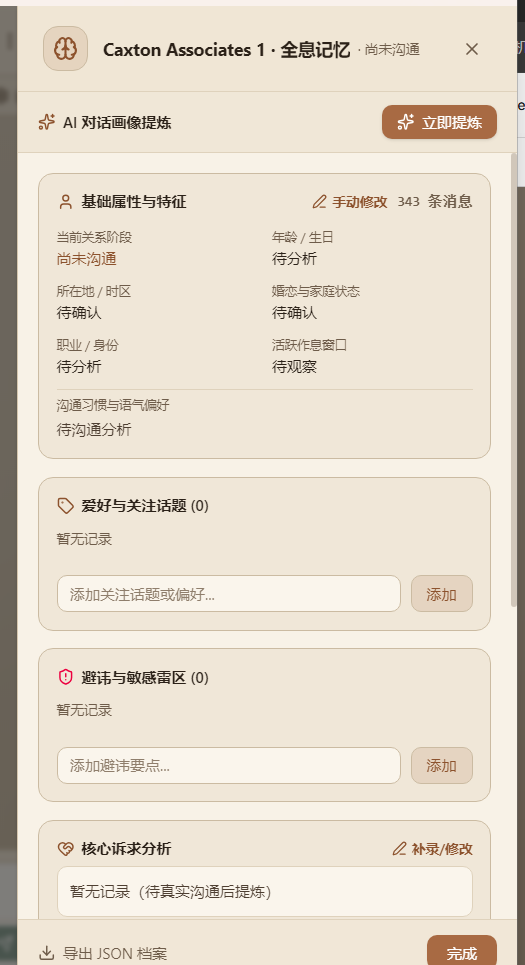 Caxton Associates 1 · 全息记忆 · 尚未沟通
AI 对话画像提炼
立即提炼
基础属性与特征
手动修改 343 条消息
当前关系阶段
年龄 / 生日
尚未沟通
待分析
所在地 / 时区
婚恋与家庭状态
待确认
待确认
职业 / 身份
活跃作息窗口
待分析
待观察
沟通习惯与语气偏好
待沟通分析
爱好与关注话题 (0)
暂无记录
添加关注话题或偏好...
添加
避讳与敏感雷区 (0)
暂无记录
添加避讳要点...
添加
核心诉求分析
补录/修改
暂无记录（待真实沟通后提炼）
导出 JSON 档案
完成